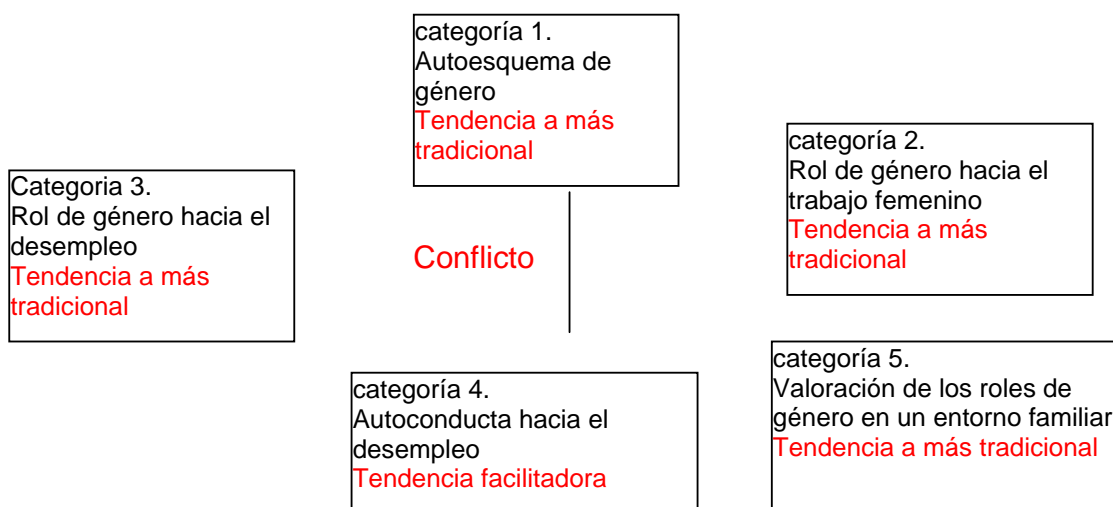 categoría 1.
Autoesquema de
género
Tendencia a más
tradicional
categoría 2.
Rol de género hacia el
trabajo femenino
Tendencia a más
tradicional
Categoria 3.
Rol de género hacia el
desempleo
Tendencia a más
tradicional
Conflicto
categoría 4.
Autoconducta hacia el
desempleo
Tendencia facilitadora
categoría 5.
Valoración de los roles de
género en un entorno familiar
Tendencia a más tradicional